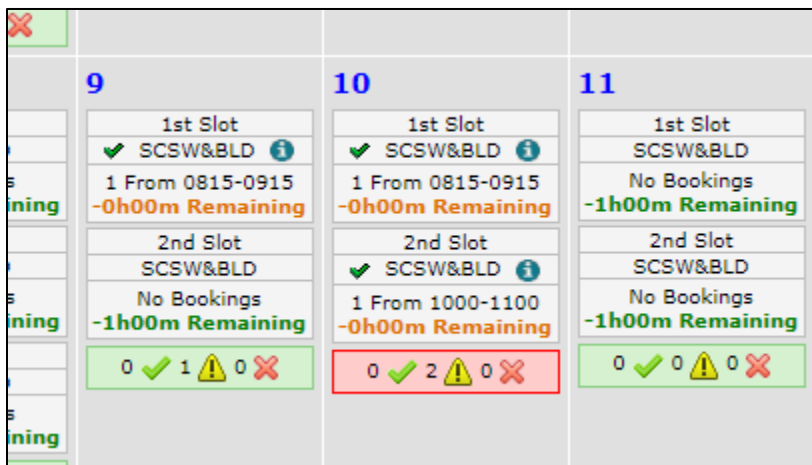 9
1st Slot
SCSW&BLD
1 From 0815-0915
-0h00m Remaining
2nd Slot
SCSW&BLD
No Bookings
-1h00m Remaining
0 1 0
10
1st Slot
SCSW&BLD
1 From 0815-0915
-0h00m Remaining
2nd Slot
SCSW&BLD
1 From 1000-1100
-0h00m Remaining
0 2 0
11
1st Slot
SCSW&BLD
No Bookings
-1h00m Remaining
2nd Slot
SCSW&BLD
No Bookings
-1h00m Remaining
0 0 0